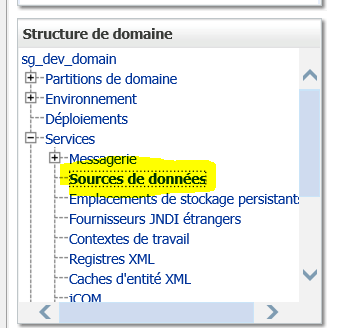 Structure de domaine
sg_dev_domain
Partitions de domaine
Environnement
Déploiements
Services
Messagerie
Sources de données
Emplacements de stockage persistants
Fournisseurs JNDI étrangers
Contextes de travail
Registres XML
Caches d'entité XML
jCOM